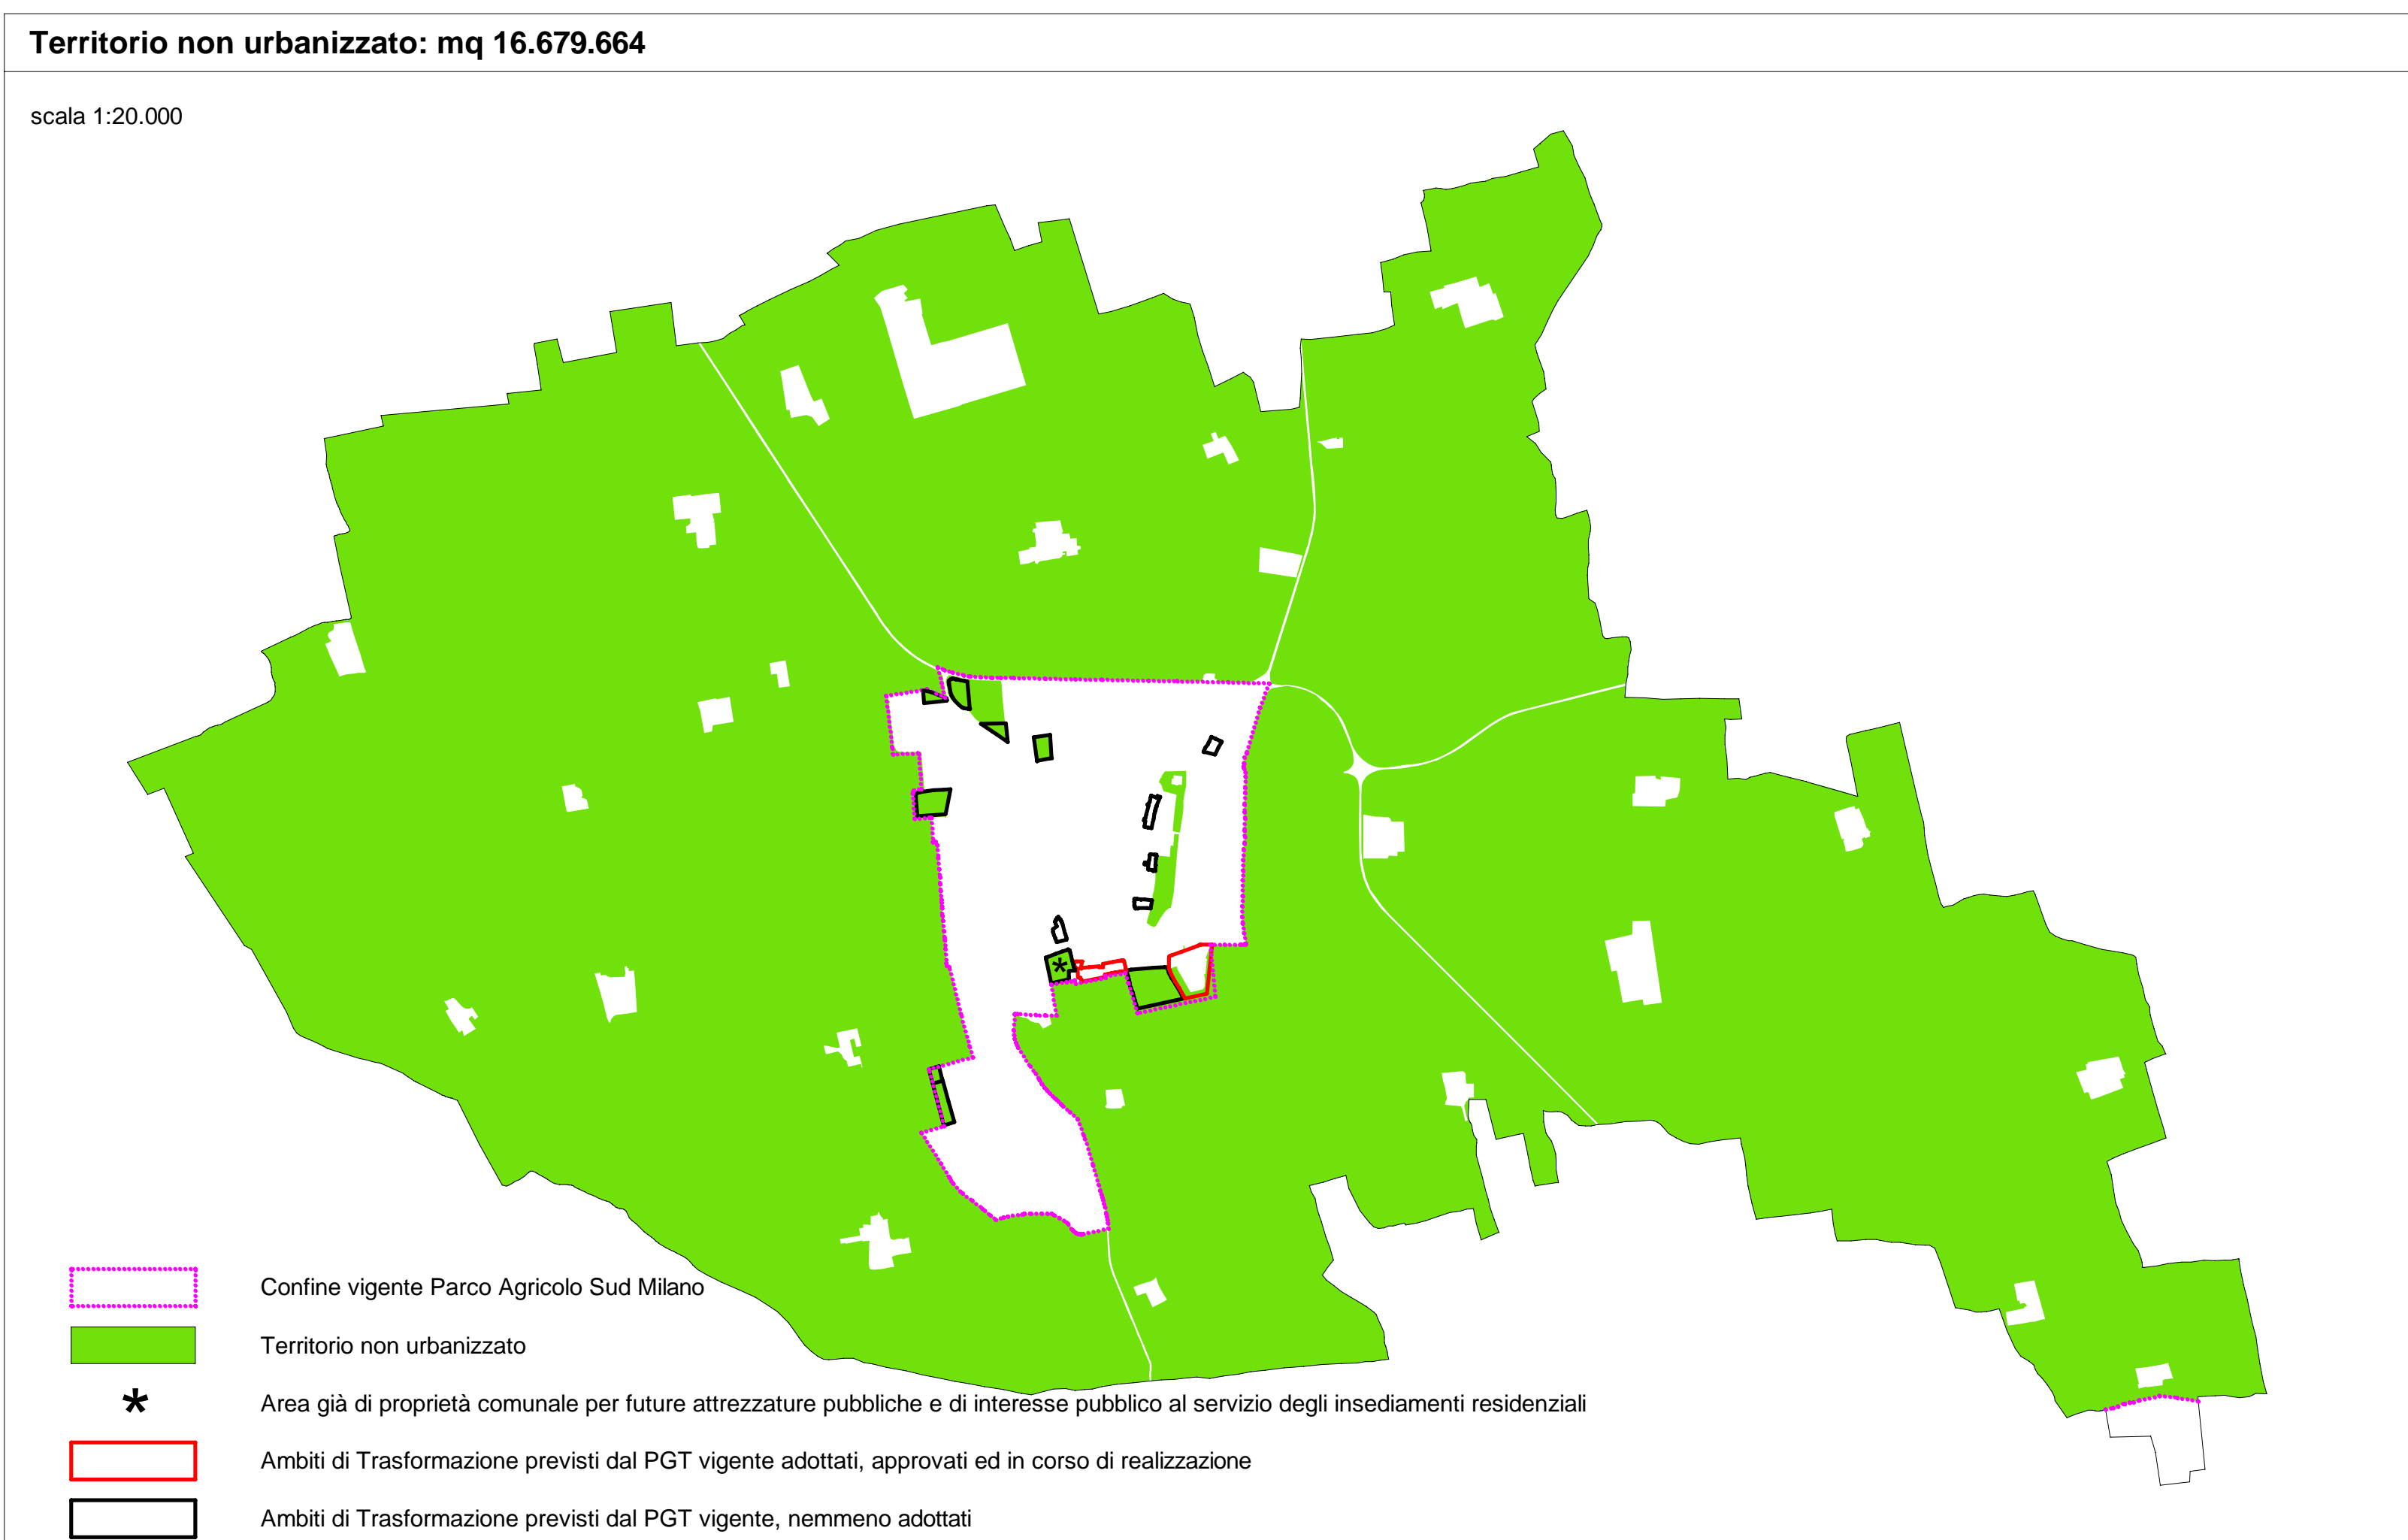 Territorio non urbanizzato: mq 16.679.664
scala 1:20.000
*
Confine vigente Parco Agricolo Sud Milano
Territorio non urbanizzato
* Area già di proprietà comunale per future attrezzature pubbliche e di interesse pubblico al servizio degli insediamenti residenziali
Ambiti di Trasformazione previsti dal PGT vigente adottati, approvati ed in corso di realizzazione
Ambiti di Trasformazione previsti dal PGT vigente, nemmeno adottati